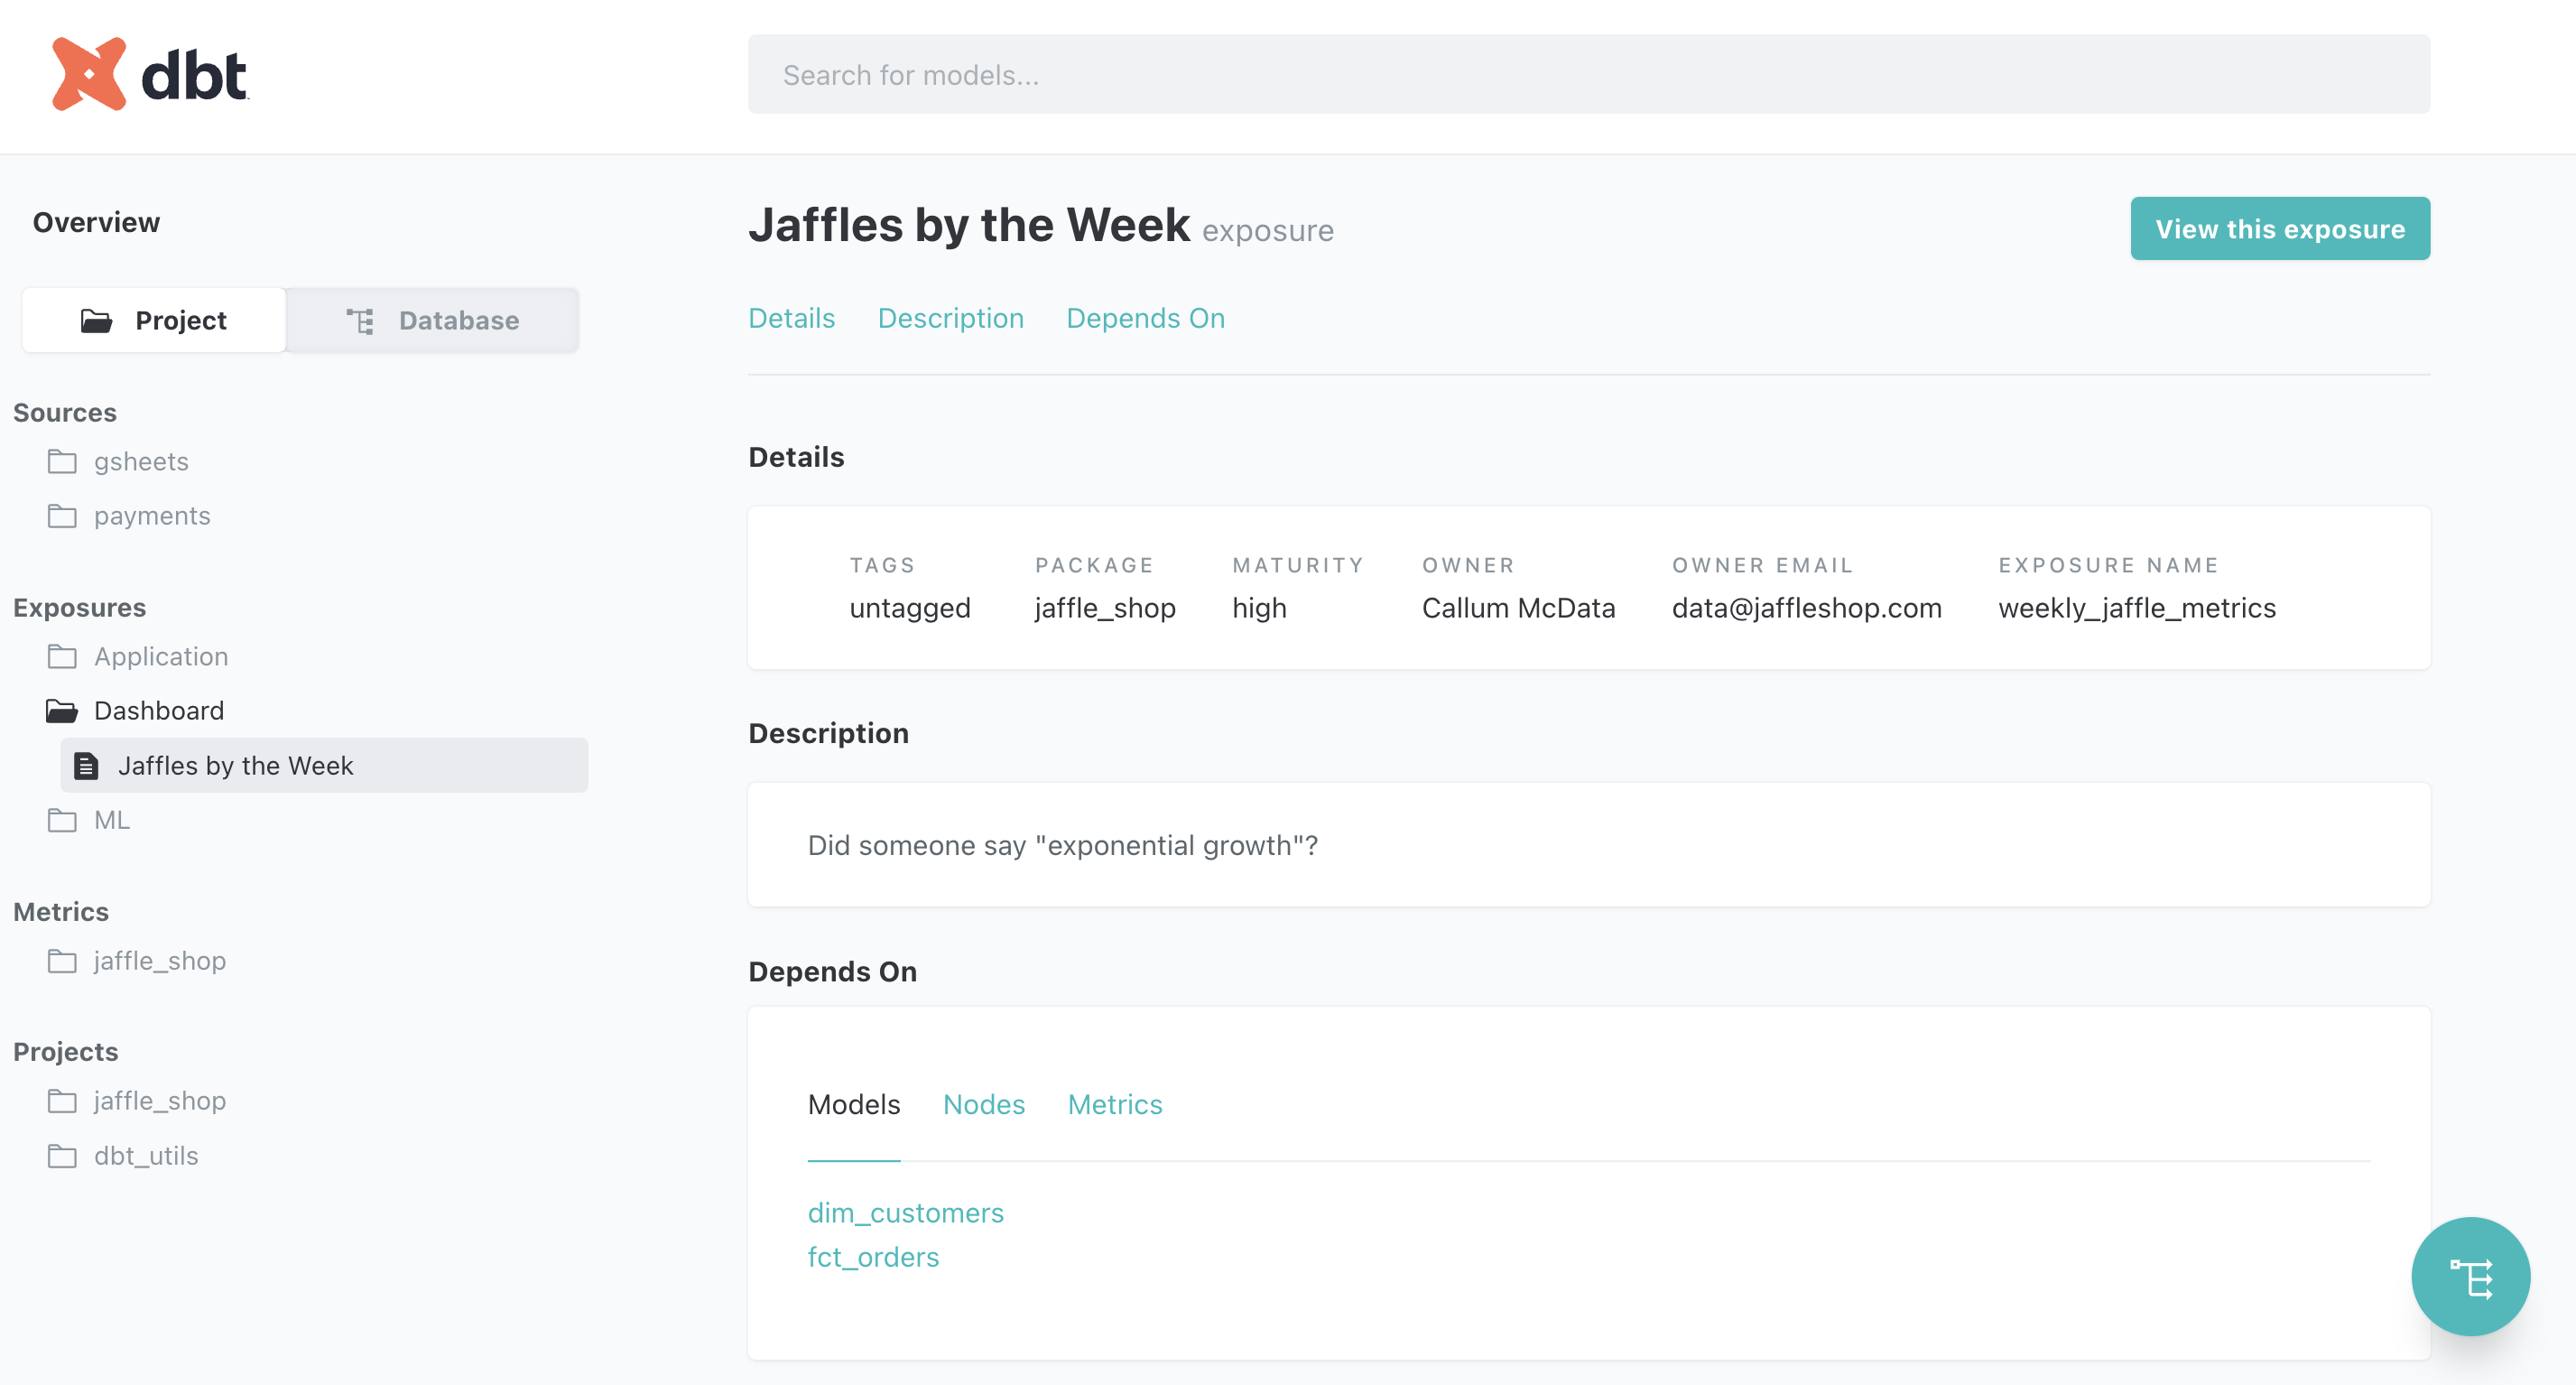 dbt
Search for models...
Overview
Project Database
Sources
gsheets
payments
Exposures
Application
Dashboard
Jaffles by the Week
ML
Metrics
jaffle_shop
Projects
jaffle_shop
dbt_utils
Jaffles by the Week exposure
View this exposure
Details Description Depends On
Details
TAGS PACKAGE MATURITY OWNER OWNER EMAIL EXPOSURE NAME
untagged jaffle_shop high Callum McData data@jaffleshop.com weekly_jaffle_metrics
Description
Did someone say "exponential growth"?
Depends On
Models Nodes Metrics
dim_customers
fct_orders